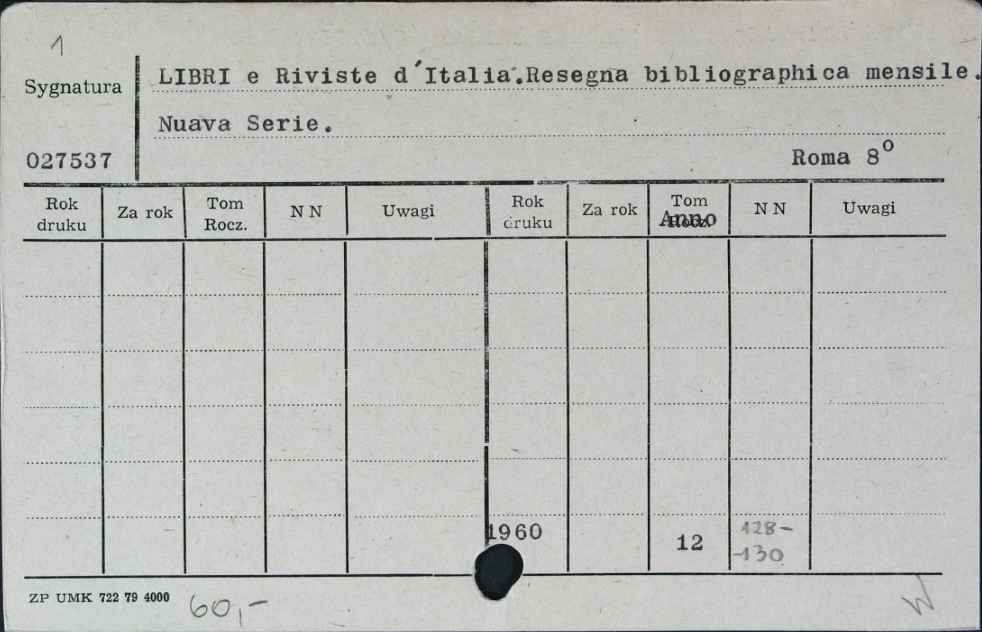 1
Sygnatura
LIBRI e Riviste d´Italia.Resegna bibliographica mensile.
Nuava Serie.
027537
Roma 8o
Rok druku Za rok Tom Rocz. N N Uwagi Rok druku Za rok Tom Anno N N Uwagi
1960 12 128-
-130
ZP UMK 722 79 4000
60,-
W